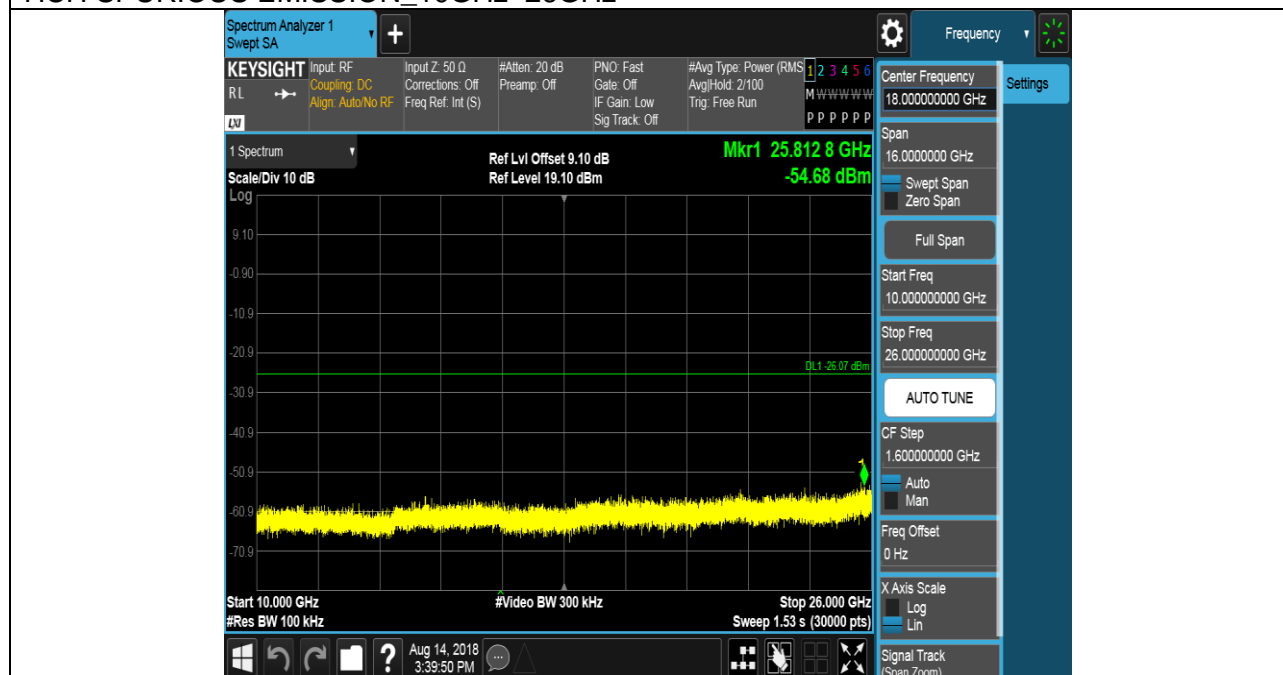 Spectrum Analyzer 1
Swept SA
Frequency
KEYSIGHT
RL
LXI
Input: RF
Coupling: DC
Align: Auto/No RF
Input Z: 50 Ω
Corrections: Off
Freq Ref: Int (S)
#Atten: 20 dB
Preamp: Off
PNO: Fast
Gate: Off
IF Gain: Low
Sig Track: Off
#Avg Type: Power (RMS
Avg|Hold: 2/100
Trig: Free Run
1 2 3 4 5 6
M W W W W W
P P P P P P
1 Spectrum
Scale/Div 10 dB
Log
Ref Lvl Offset 9.10 dB
Ref Level 19.10 dBm
Mkr1 25.812 8 GHz
-54.68 dBm
9.10
-0.90
-10.9
-20.9
DL1 -26.07 dBm
-30.9
-40.9
-50.9
1
-60.9
-70.9
Start 10.000 GHz
#Video BW 300 kHz
Stop 26.000 GHz
#Res BW 100 kHz
Sweep 1.53 s (30000 pts)
?
Aug 14, 2018
3:39:50 PM
Center Frequency
18.000000000 GHz
Settings
Span
16.0000000 GHz
Swept Span
Zero Span
Full Span
Start Freq
10.000000000 GHz
Stop Freq
26.000000000 GHz
AUTO TUNE
CF Step
1.600000000 GHz
Auto
Man
Freq Offset
0 Hz
X Axis Scale
Log
Lin
Signal Track
(Span Zoom)